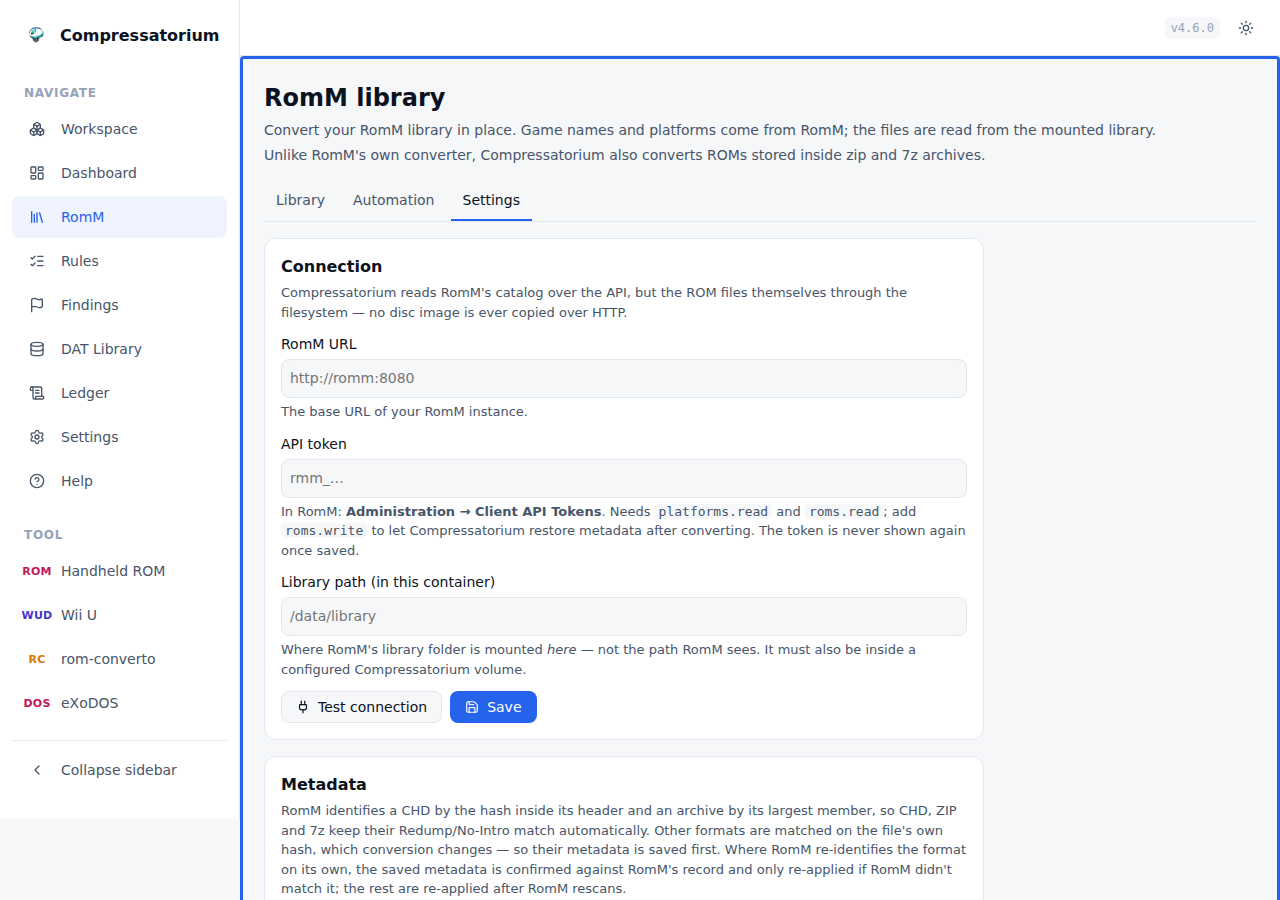 Compressatorium
v4.6.0
NAVIGATE
Workspace
Dashboard
RomM
Rules
Findings
DAT Library
Ledger
Settings
Help
TOOL
ROM Handheld ROM
WUD Wii U
RC rom-converto
DOS eXoDOS
Collapse sidebar
RomM library
Convert your RomM library in place. Game names and platforms come from RomM; the files are read from the mounted library.
Unlike RomM's own converter, Compressatorium also converts ROMs stored inside zip and 7z archives.
Library Automation Settings
Connection
Compressatorium reads RomM's catalog over the API, but the ROM files themselves through the
filesystem — no disc image is ever copied over HTTP.
RomM URL
http://romm:8080
The base URL of your RomM instance.
API token
rmm_…
In RomM: Administration → Client API Tokens. Needs platforms.read and roms.read ; add
roms.write to let Compressatorium restore metadata after converting. The token is never shown again
once saved.
Library path (in this container)
/data/library
Where RomM's library folder is mounted here — not the path RomM sees. It must also be inside a
configured Compressatorium volume.
Test connection Save
Metadata
RomM identifies a CHD by the hash inside its header and an archive by its largest member, so CHD, ZIP
and 7z keep their Redump/No-Intro match automatically. Other formats are matched on the file's own
hash, which conversion changes — so their metadata is saved first. Where RomM re-identifies the format
on its own, the saved metadata is confirmed against RomM's record and only re-applied if RomM didn't
match it; the rest are re-applied after RomM rescans.